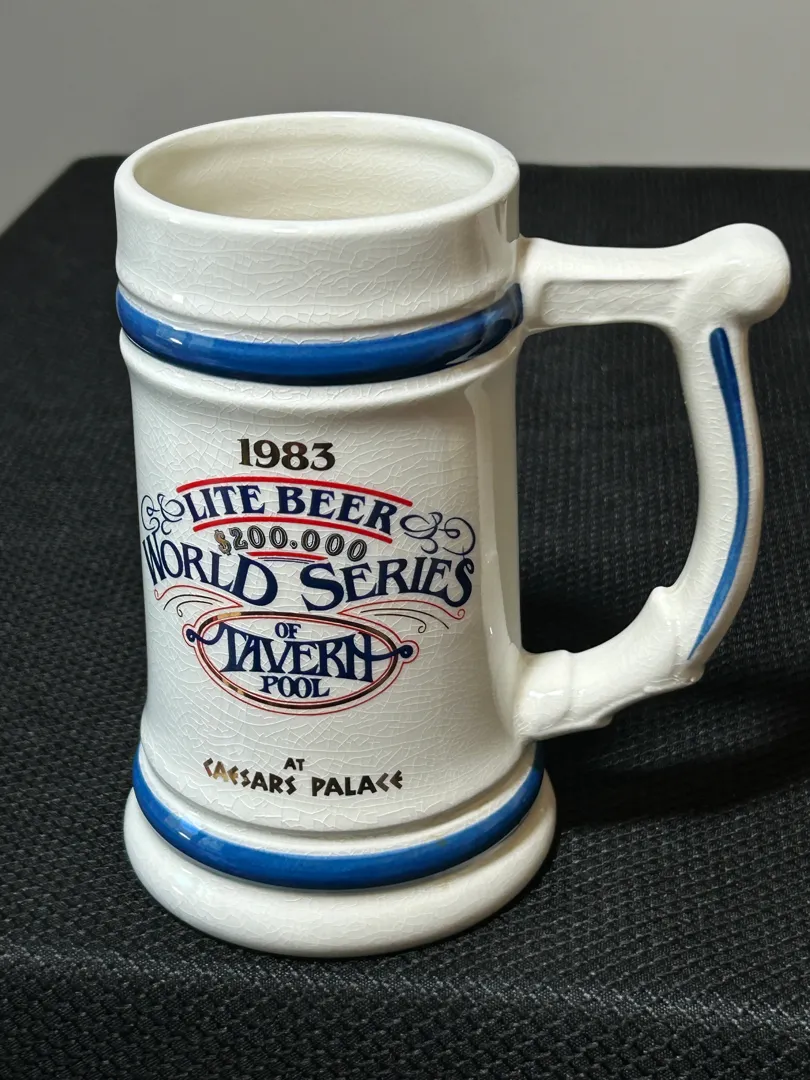 1983
LITE BEER
$200.000
WORLD SERIES
OF
TAVERN
POOL
AT
CAESARS PALACE